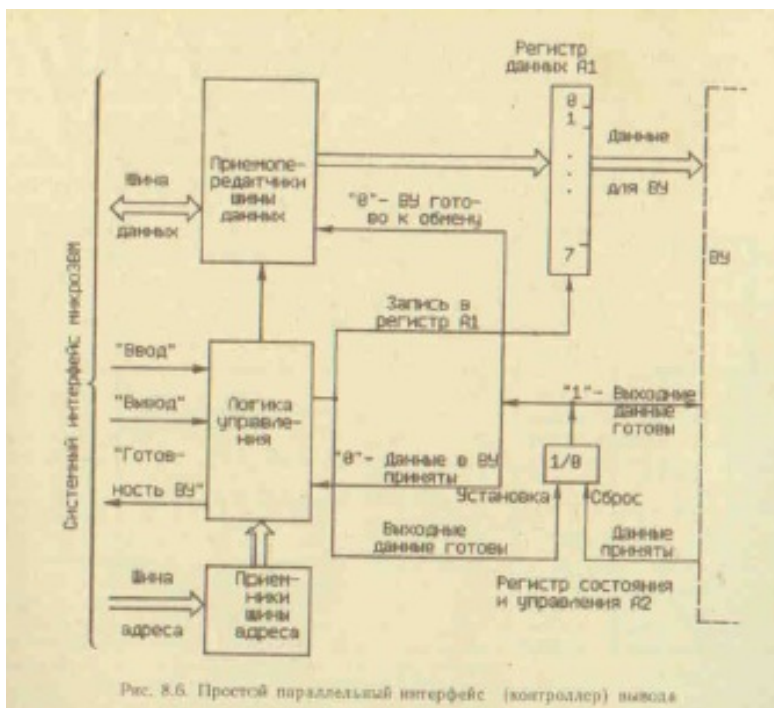 Регистр
данных А1
0
1
.
.
.
7
Приемопе-
редатчики
шины
данных
Шина
данных
"0"- ВУ гото-
во к обмену
Данные
для ВУ
ВУ
Запись в
регистр А1
Системный интерфейс микроЭВМ
"Ввод"
"Вывод"
"Готов-
ность ВУ"
Логика
управле-
ния
"1"- Выходные
данные
готовы
"0"- Данные в ВУ
приняты
1/0
Установка
Сброс
Выходные
данные готовы
Данные
приняты
Шина
адреса
Прием-
ники
шины
адреса
Регистр состояния
и управления А2
Рис. 8.6. Простой параллельный интерфейс (контроллер) вывода